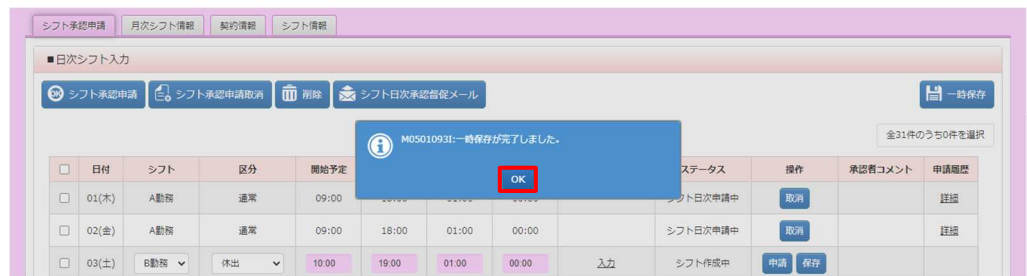 シフト承認申請 月次シフト情報 契約情報 シフト情報
■日次シフト入力
OK シフト承認申請 シフト承認申請取消 削除 シフト日次承認督促メール 一時保存
M0501093I:一時保存が完了しました。
OK
全31件のうち0件を選択
日付 シフト 区分 開始予定 ステータス 操作 承認者コメント 申請履歴
01(木) A勤務 通常 09:00 シフト日次申請中 取消 詳細
02(金) A勤務 通常 09:00 18:00 01:00 00:00 シフト日次申請中 取消 詳細
03(土) B勤務 休出 10:00 19:00 01:00 00:00 入力 シフト作成中 申請 保存